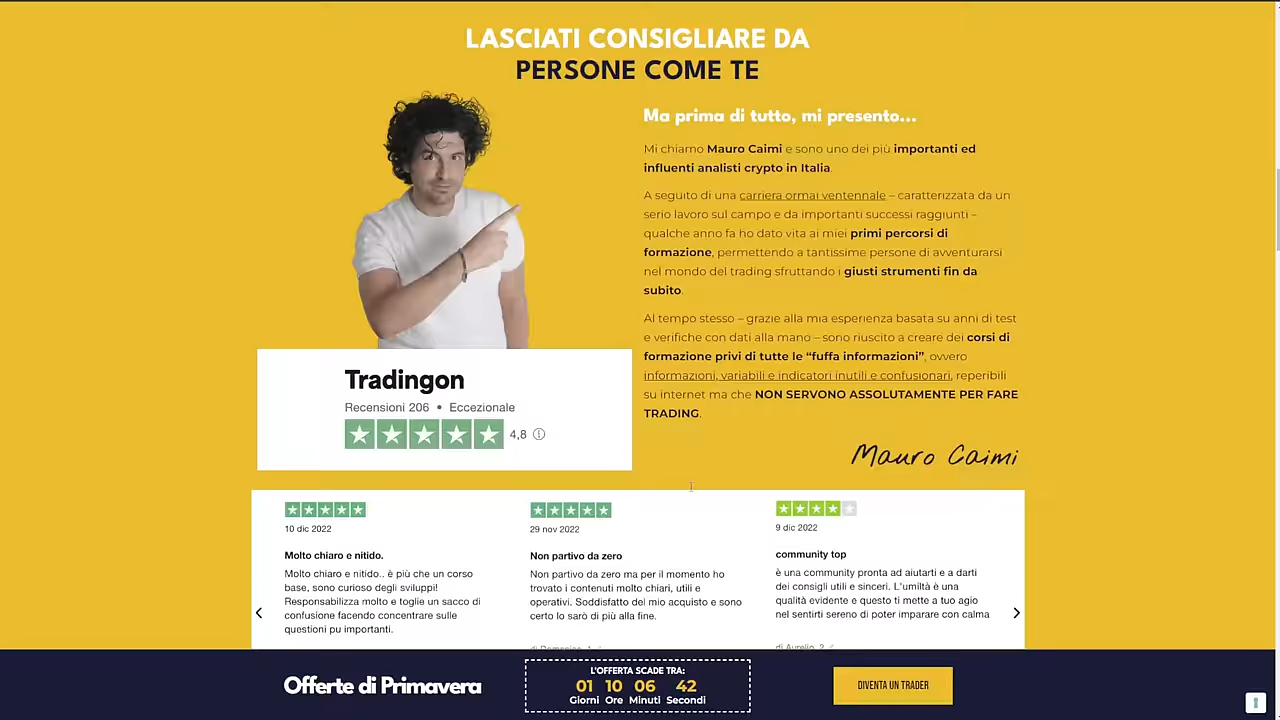 LASCIATI CONSIGLIARE DA
PERSONE COME TE
Ma prima di tutto, mi presento...
Mi chiamo Mauro Caimi e sono uno dei più importanti ed
influenti analisti crypto in Italia.
A seguito di una carriera ormai ventennale – caratterizzata da un
serio lavoro sul campo e da importanti successi raggiunti –
qualche anno fa ho dato vita ai miei primi percorsi di
formazione, permettendo a tantissime persone di avventurarsi
nel mondo del trading sfruttando i giusti strumenti fin da
subito.
Al tempo stesso – grazie alla mia esperienza basata su anni di test
e verifiche con dati alla mano – sono riuscito a creare dei corsi di
formazione privi di tutte le “fuffa informazioni”, ovvero
informazioni, variabili e indicatori inutili e confusionari, reperibili
su internet ma che NON SERVONO ASSOLUTAMENTE PER FARE
TRADING.
Mauro Caimi
Tradingon
Recensioni 206 • Eccezionale
4,8
10 dic 2022
Molto chiaro e nitido.
Molto chiaro e nitido.. è più che un corso
base, sono curioso degli sviluppi!
Responsabilizza molto e toglie un sacco di
confusione facendo concentrare sulle
questioni pu importanti.
29 nov 2022
Non partivo da zero
Non partivo da zero ma per il momento ho
trovato i contenuti molto chiari, utili e
operativi. Soddisfatto del mio acquisto e sono
certo lo sarò di più alla fine.
9 dic 2022
community top
è una community pronta ad aiutarti e a darti
dei consigli utili e sinceri. L'umiltà è una
qualità evidente e questo ti mette a tuo agio
nel sentirti sereno di poter imparare con calma
Offerte di Primavera
L'OFFERTA SCADE TRA:
01 10 06 42
Giorni Ore Minuti Secondi
DIVENTA UN TRADER